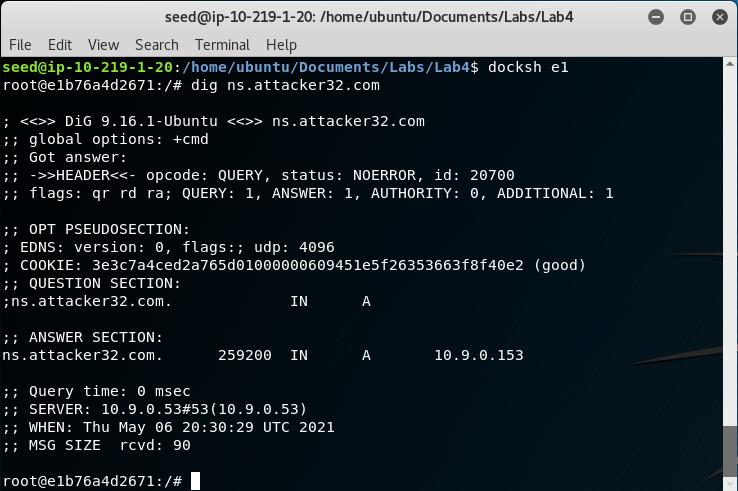 seed@ip-10-219-1-20: /home/ubuntu/Documents/Labs/Lab4
File Edit View Search Terminal Help
seed@ip-10-219-1-20:/home/ubuntu/Documents/Labs/Lab4$ docksh e1
root@e1b76a4d2671:/# dig ns.attacker32.com

; <<>> DiG 9.16.1-Ubuntu <<>> ns.attacker32.com
;; global options: +cmd
;; Got answer:
;; ->>HEADER<<- opcode: QUERY, status: NOERROR, id: 20700
;; flags: qr rd ra; QUERY: 1, ANSWER: 1, AUTHORITY: 0, ADDITIONAL: 1

;; OPT PSEUDOSECTION:
; EDNS: version: 0, flags:; udp: 4096
; COOKIE: 3e3c7a4ced2a765d01000000609451e5f26353663f8f40e2 (good)
;; QUESTION SECTION:
;ns.attacker32.com.             IN      A

;; ANSWER SECTION:
ns.attacker32.com.      259200  IN      A       10.9.0.153

;; Query time: 0 msec
;; SERVER: 10.9.0.53#53(10.9.0.53)
;; WHEN: Thu May 06 20:30:29 UTC 2021
;; MSG SIZE  rcvd: 90

root@e1b76a4d2671:/#